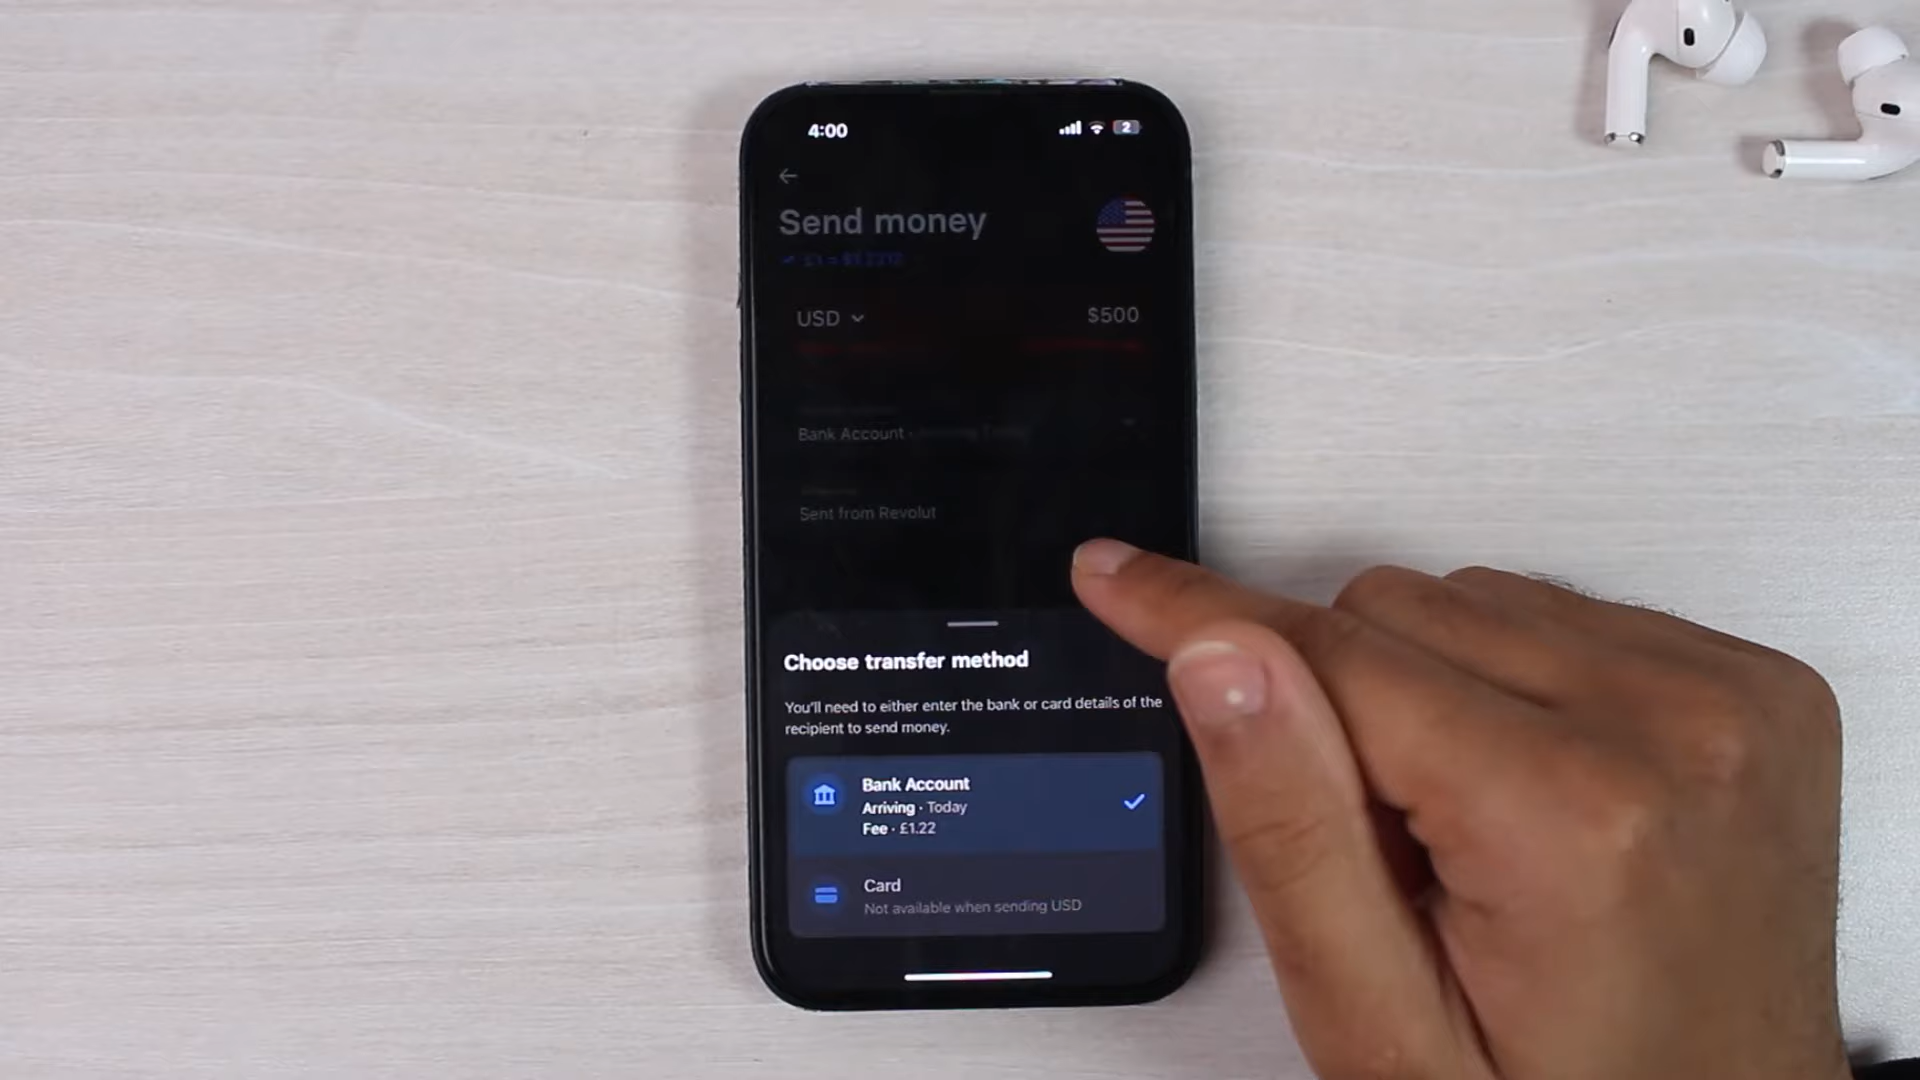 4:00
2
Send money
USD
$500
Bank Account ·
Sent from Revolut
Choose transfer method
You'll need to either enter the bank or card details of the
recipient to send money.
Bank Account
Arriving · Today
Fee · £1.22
Card
Not available when sending USD